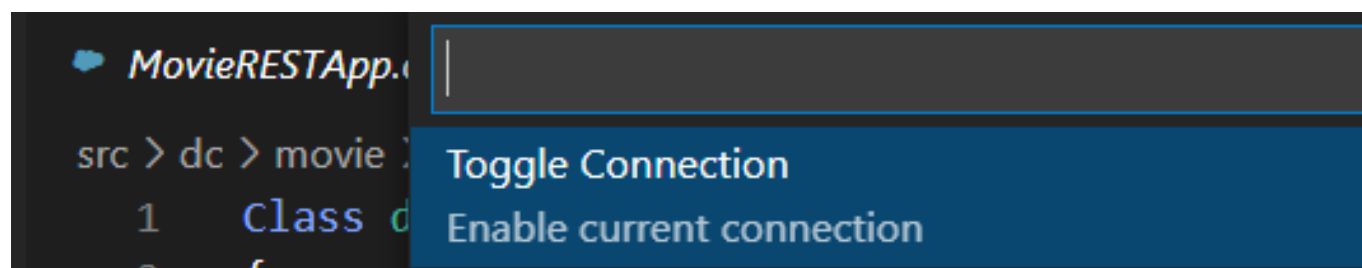 MovieRESTApp.
src > dc > movie >
1 Class d
Toggle Connection
Enable current connection